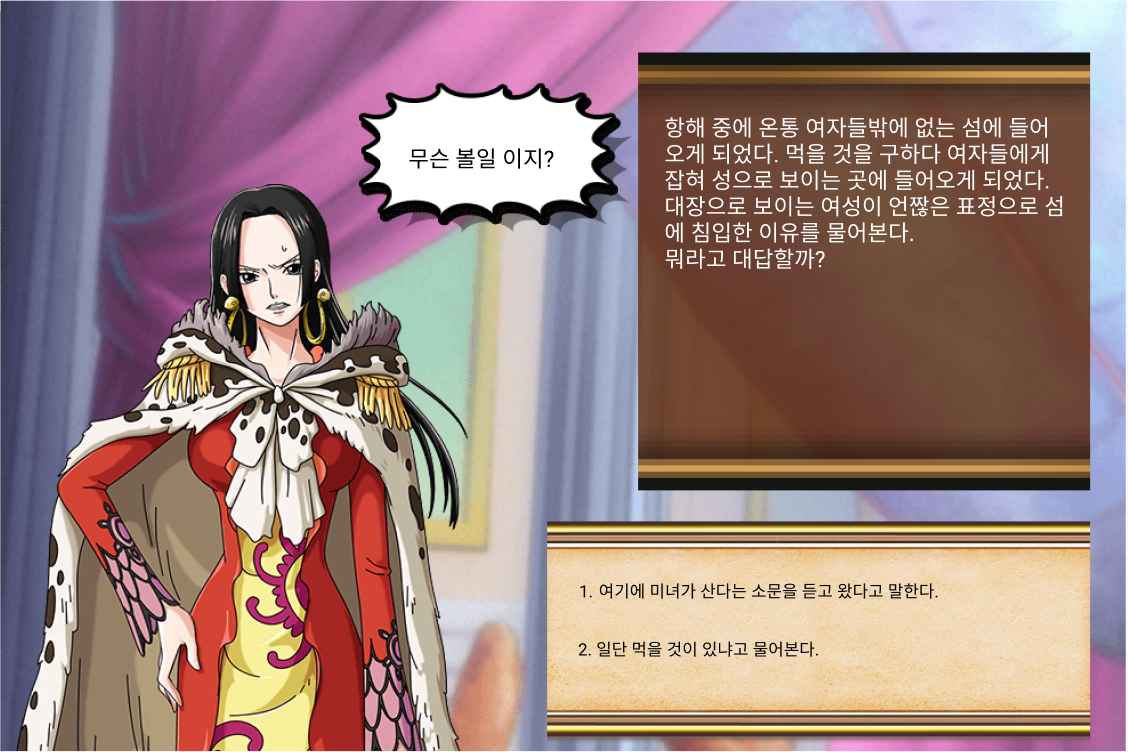 무슨 볼일 이지?
항해 중에 온통 여자들밖에 없는 섬에 들어
오게 되었다. 먹을 것을 구하다 여자들에게
잡혀 성으로 보이는 곳에 들어오게 되었다.
대장으로 보이는 여성이 언짢은 표정으로 섬
에 침입한 이유를 물어본다.
뭐라고 대답할까?
1. 여기에 미녀가 산다는 소문을 듣고 왔다고 말한다.
2. 일단 먹을 것이 있냐고 물어본다.